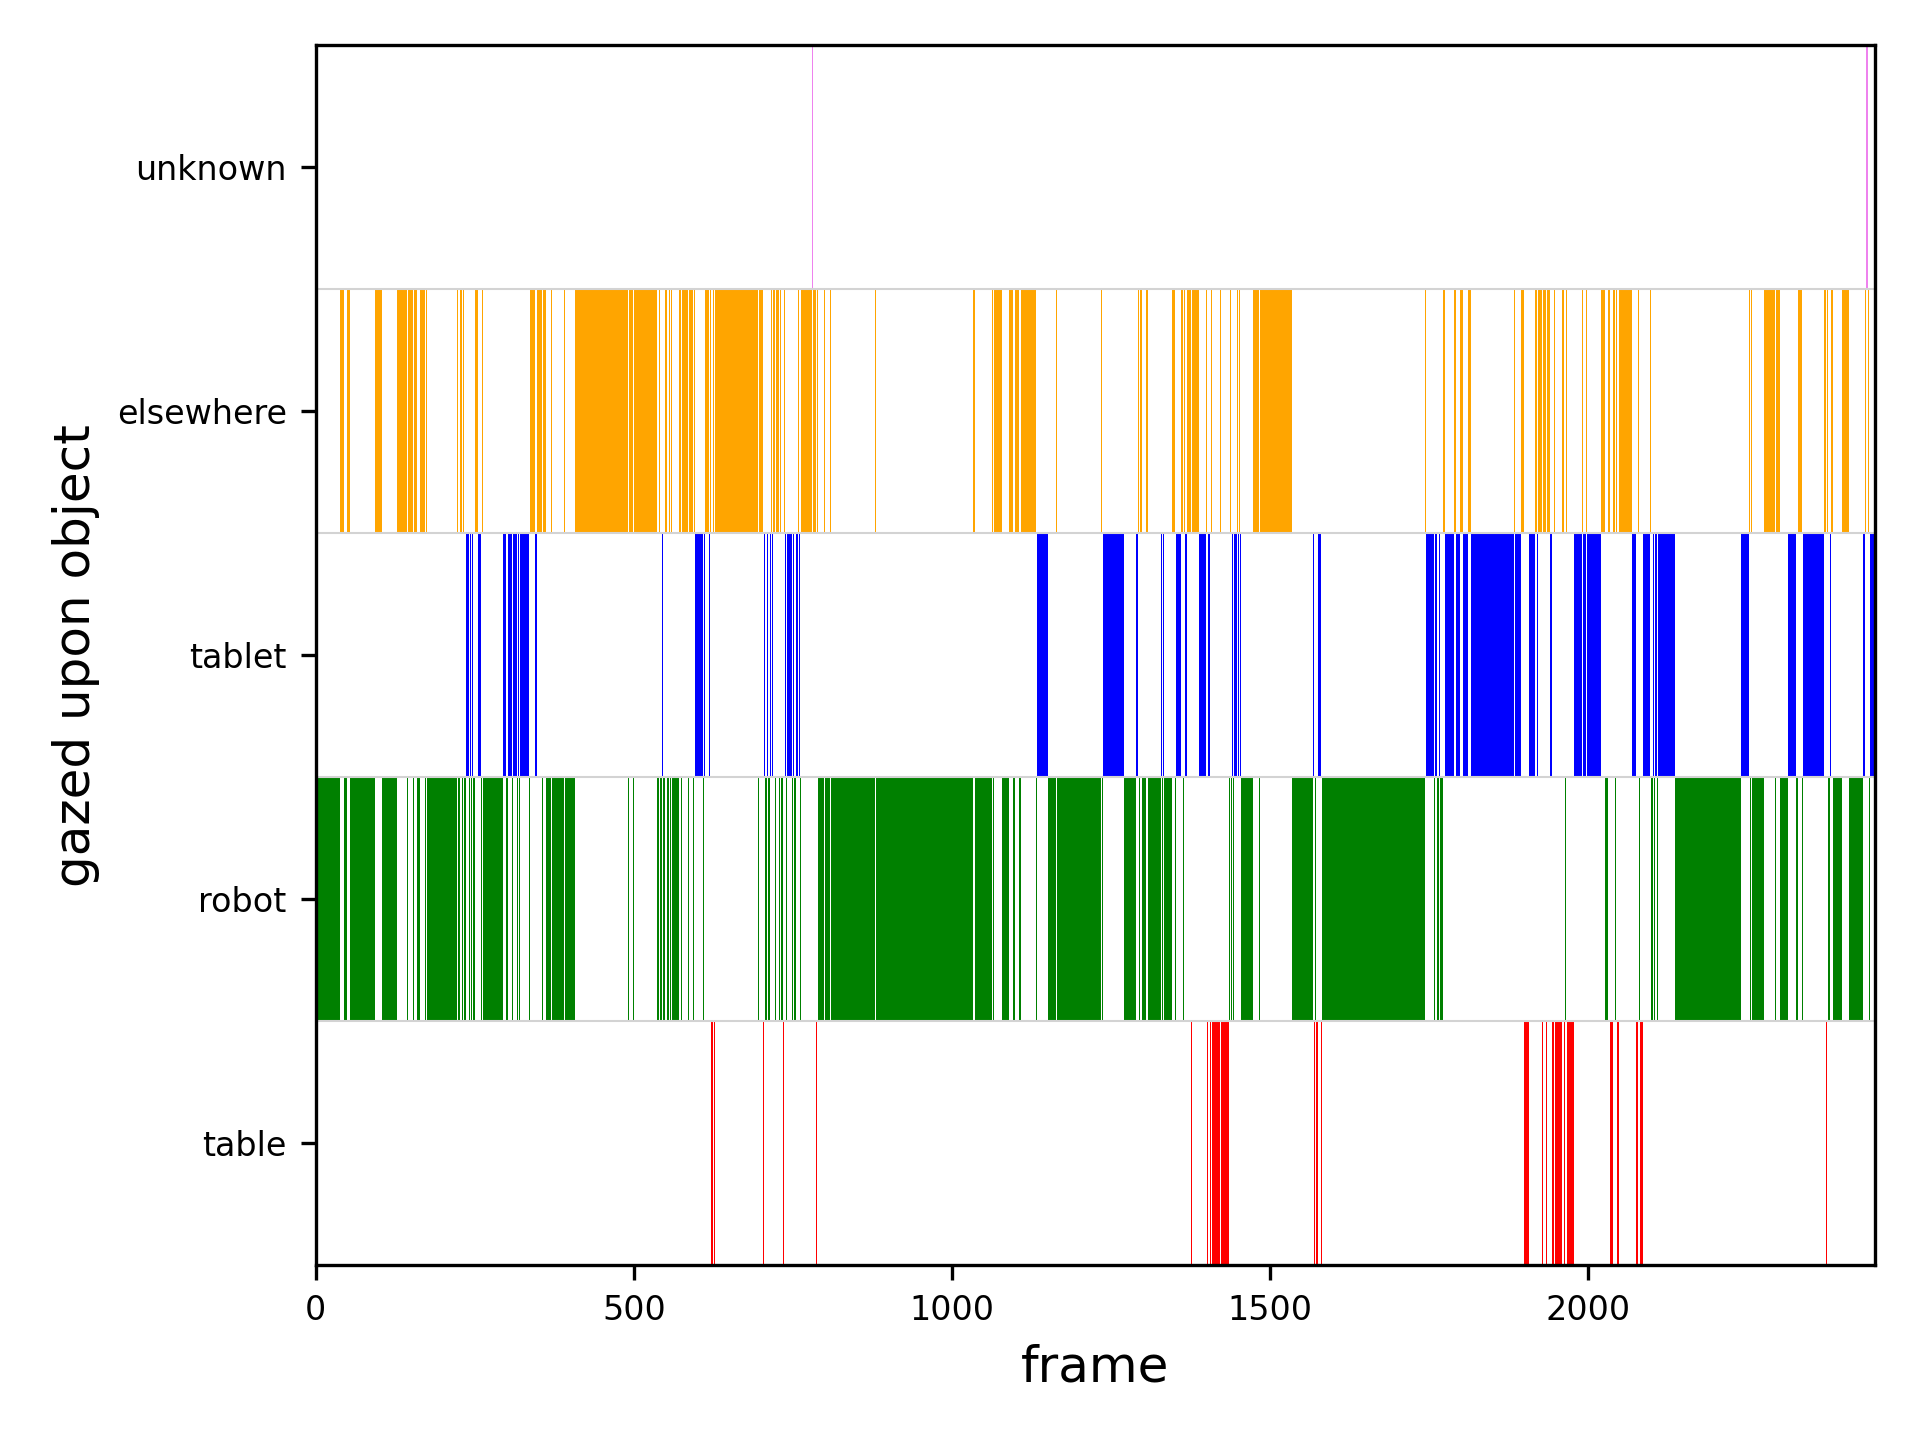 unknown
elsewhere
tablet
robot
table
gazed upon object
0 500 1000 1500 2000
frame